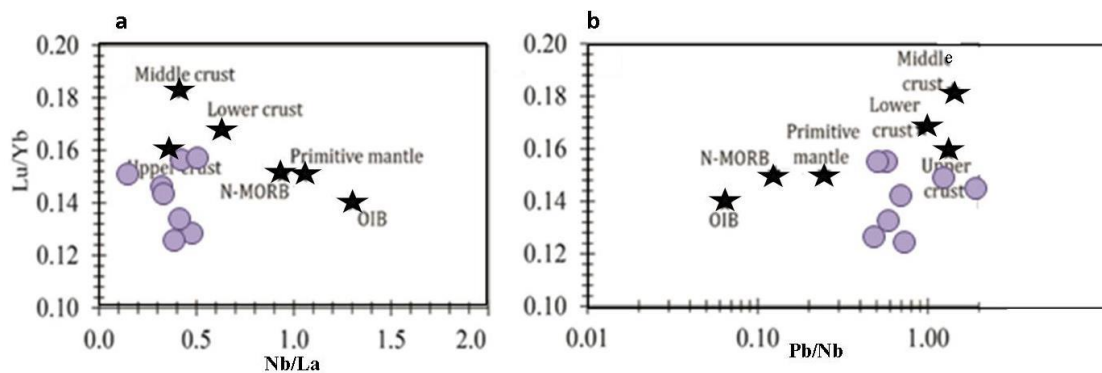 a
0.20
0.18
0.16
0.14
0.12
0.10
Lu/Yb
Middle crust
Lower crust
Upper crust
Primitive mantle
N-MORB
OIB
0.0
0.5
1.0
1.5
2.0
Nb/La
b
0.20
0.18
0.16
0.14
0.12
0.10
Middle
crust
Lower
crust
Primitive
mantle
N-MORB
Upper
crust
OIB
0.01
0.10
1.00
Pb/Nb